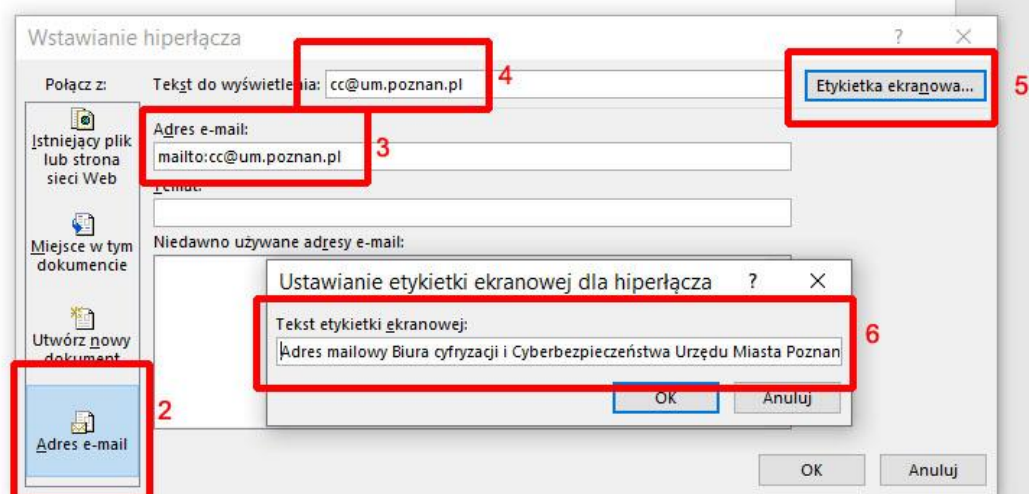 Wstawianie hiperłącza ? ×
Połącz z: Tekst do wyświetlenia: cc@um.poznan.pl 4 Etykietka ekranowa... 5
Istniejący plik
lub strona
sieci Web
Adres e-mail:
mailto:cc@um.poznan.pl 3
Temat:
Miejsce w tym
dokumencie
Niedawno używane adresy e-mail:
Utwórz nowy
dokument
2
Adres e-mail
Ustawianie etykietki ekranowej dla hiperłącza ? ×
Tekst etykietki ekranowej:
Adres mailowy Biura cyfryzacji i Cyberbezpieczeństwa Urzędu Miasta Poznan
6
OK Anuluj
OK Anuluj